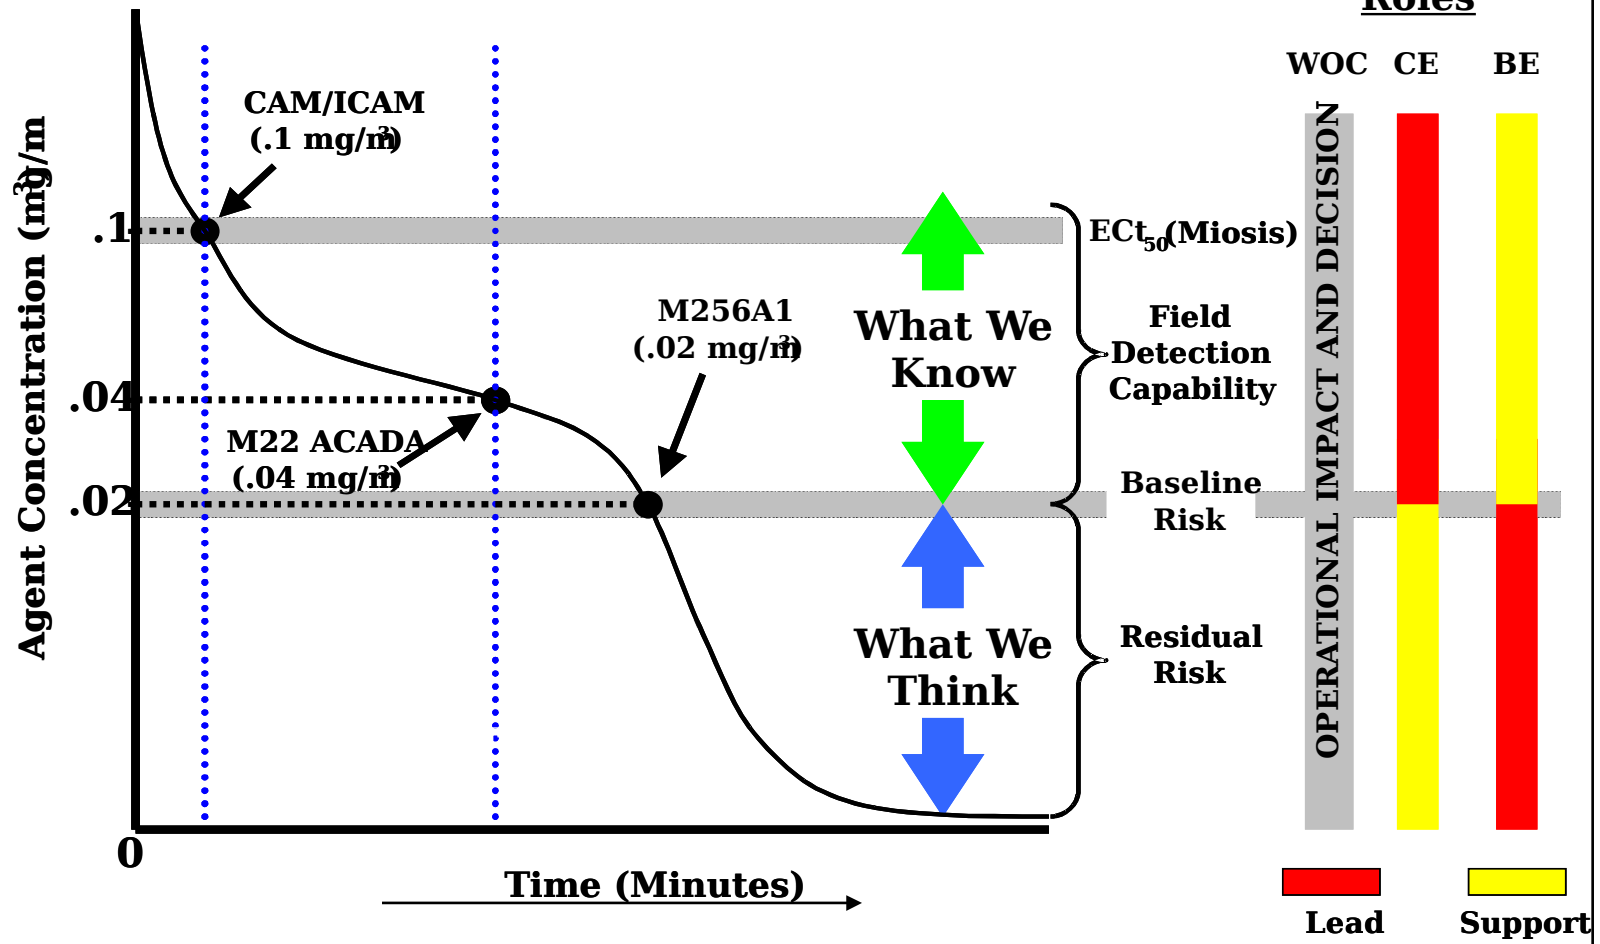 Roles
WOC CE BE
CAM/ICAM
(.1 mg/m3)
Agent Concentration (mg/m3
.1
ECt50(Miosis)
M256A1
(.02 mg/m3)
What We
Know
Field
Detection
Capability
.04
M22 ACADA
(.04 mg/m3)
.02
Baseline
Risk
OPERATIONAL IMPACT AND DECISION
What We
Think
Residual
Risk
0
Time (Minutes)
Lead
Support